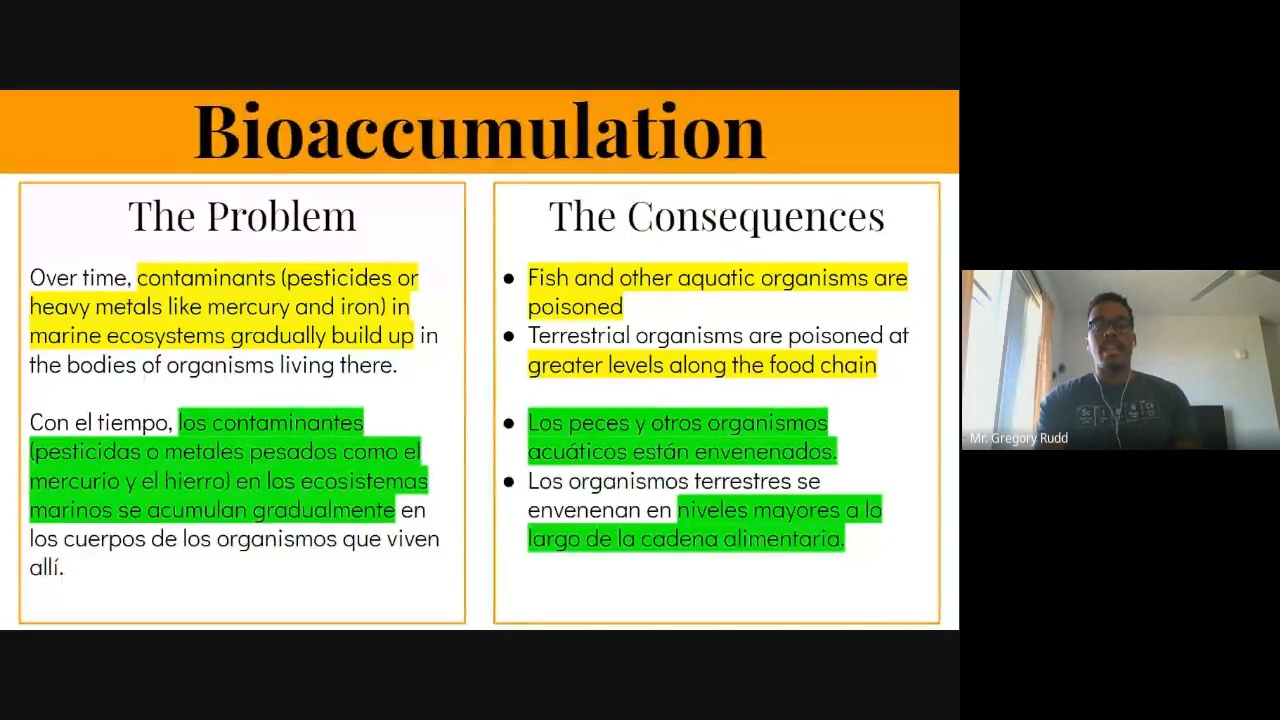 Bioaccumulation
The Problem
Over time, contaminants (pesticides or
heavy metals like mercury and iron) in
marine ecosystems gradually build up in
the bodies of organisms living there.
Con el tiempo, los contaminantes
(pesticidas o metales pesados como el
mercurio y el hierro) en los ecosistemas
marinos se acumulan gradualmente en
los cuerpos de los organismos que viven
allí.
The Consequences
● Fish and other aquatic organisms are
poisoned
● Terrestrial organisms are poisoned at
greater levels along the food chain
● Los peces y otros organismos
acuáticos están envenenados.
● Los organismos terrestres se
envenenan en niveles mayores a lo
largo de la cadena alimentaria.
Mr. Gregory Rudd